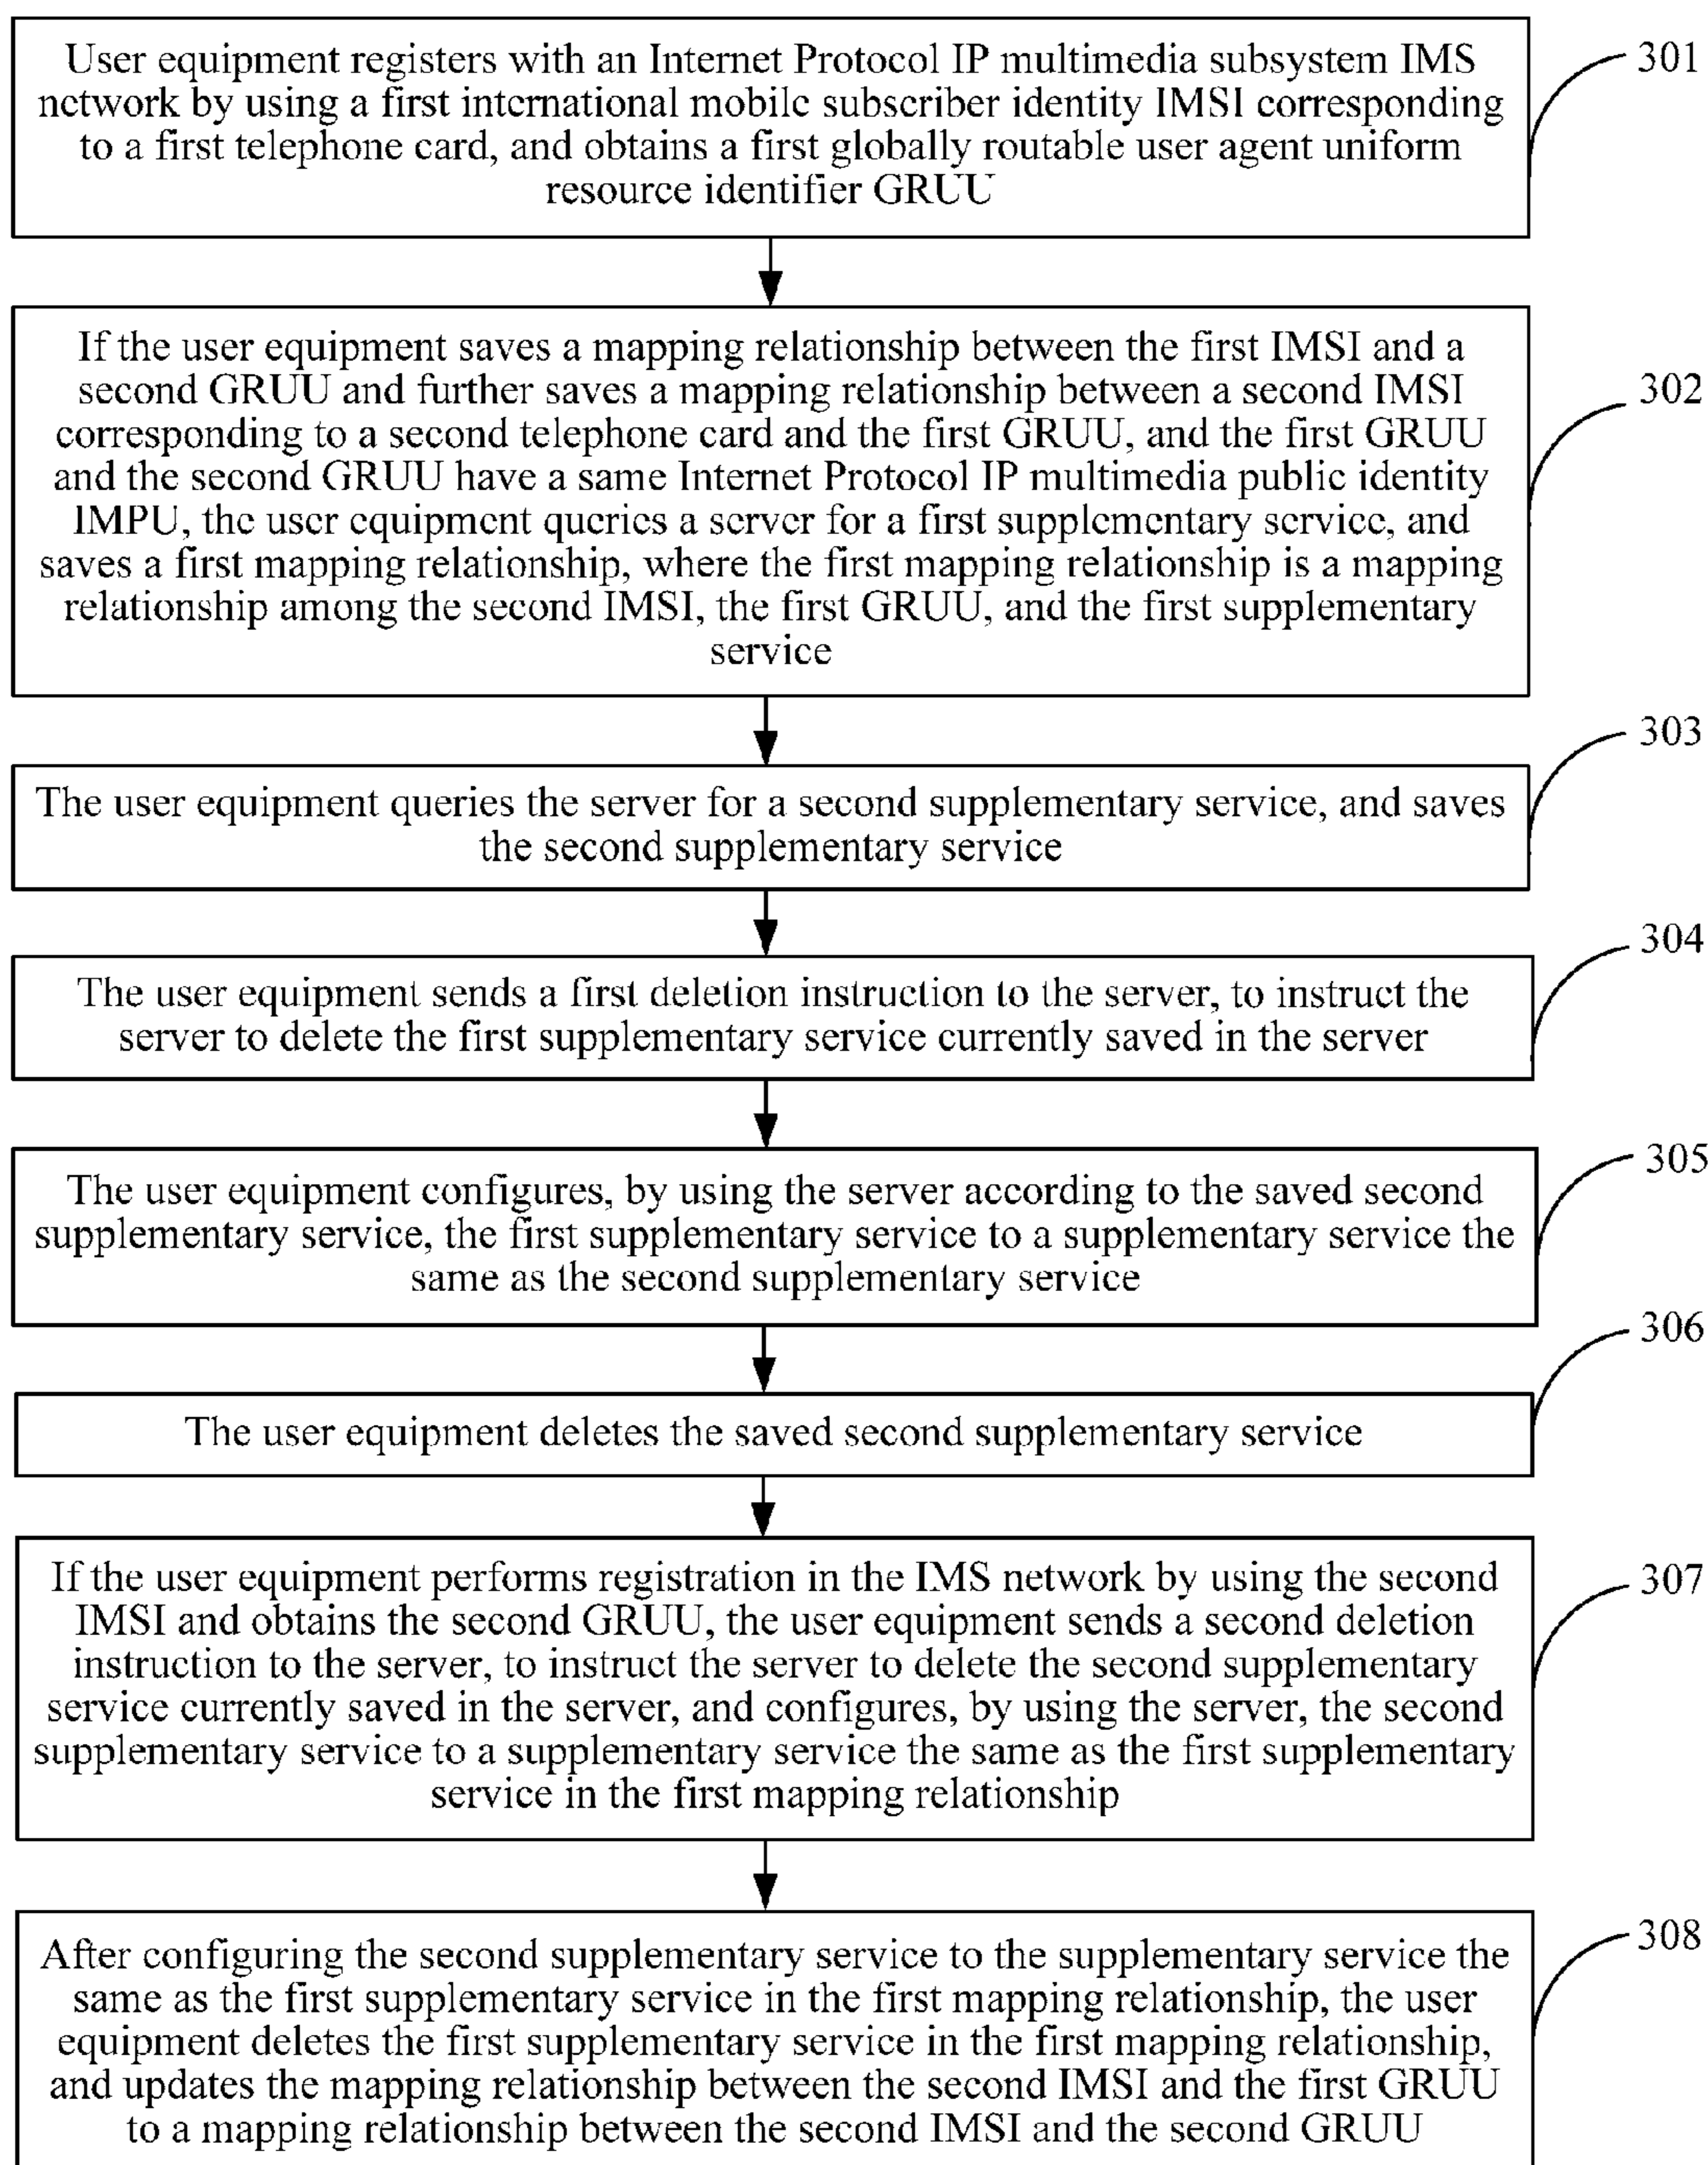 User equipment registers with an Internet Protocol IP multimedia subsystem IMS
network by using a first international mobile subscriber identity IMSI corresponding
to a first telephone card, and obtains a first globally routable user agent uniform
resource identifier GRUU
301
If the user equipment saves a mapping relationship between the first IMSI and a
second GRUU and further saves a mapping relationship between a second IMSI
corresponding to a second telephone card and the first GRUU, and the first GRUU
and the second GRUU have a same Internet Protocol IP multimedia public identity
IMPU, the user equipment queries a server for a first supplementary service, and
saves a first mapping relationship, where the first mapping relationship is a mapping
relationship among the second IMSI, the first GRUU, and the first supplementary
service
302
The user equipment queries the server for a second supplementary service, and saves
the second supplementary service
303
The user equipment sends a first deletion instruction to the server, to instruct the
server to delete the first supplementary service currently saved in the server
304
The user equipment configures, by using the server according to the saved second
supplementary service, the first supplementary service to a supplementary service the
same as the second supplementary service
305
The user equipment deletes the saved second supplementary service
306
If the user equipment performs registration in the IMS network by using the second
IMSI and obtains the second GRUU, the user equipment sends a second deletion
instruction to the server, to instruct the server to delete the second supplementary
service currently saved in the server, and configures, by using the server, the second
supplementary service to a supplementary service the same as the first supplementary
service in the first mapping relationship
307
After configuring the second supplementary service to the supplementary service the
same as the first supplementary service in the first mapping relationship, the user
equipment deletes the first supplementary service in the first mapping relationship,
and updates the mapping relationship between the second IMSI and the first GRUU
to a mapping relationship between the second IMSI and the second GRUU
308